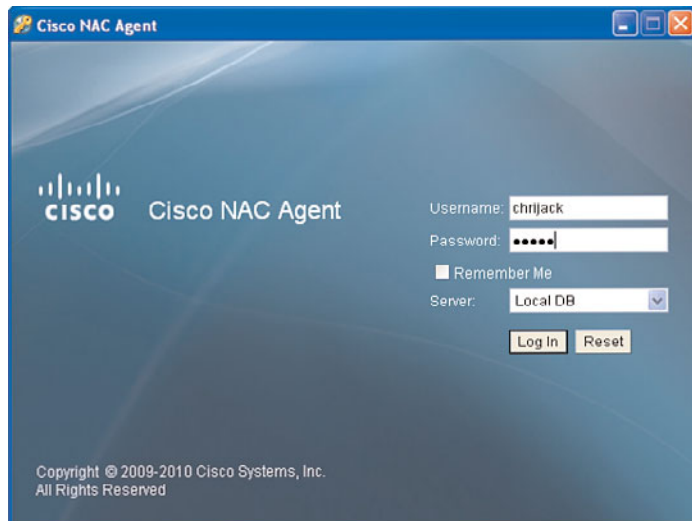 Cisco NAC Agent
CISCO
Cisco NAC Agent
Username: chrijack
Password: •••••
Remember Me
Server: Local DB
Log In Reset
Copyright © 2009-2010 Cisco Systems, Inc.
All Rights Reserved